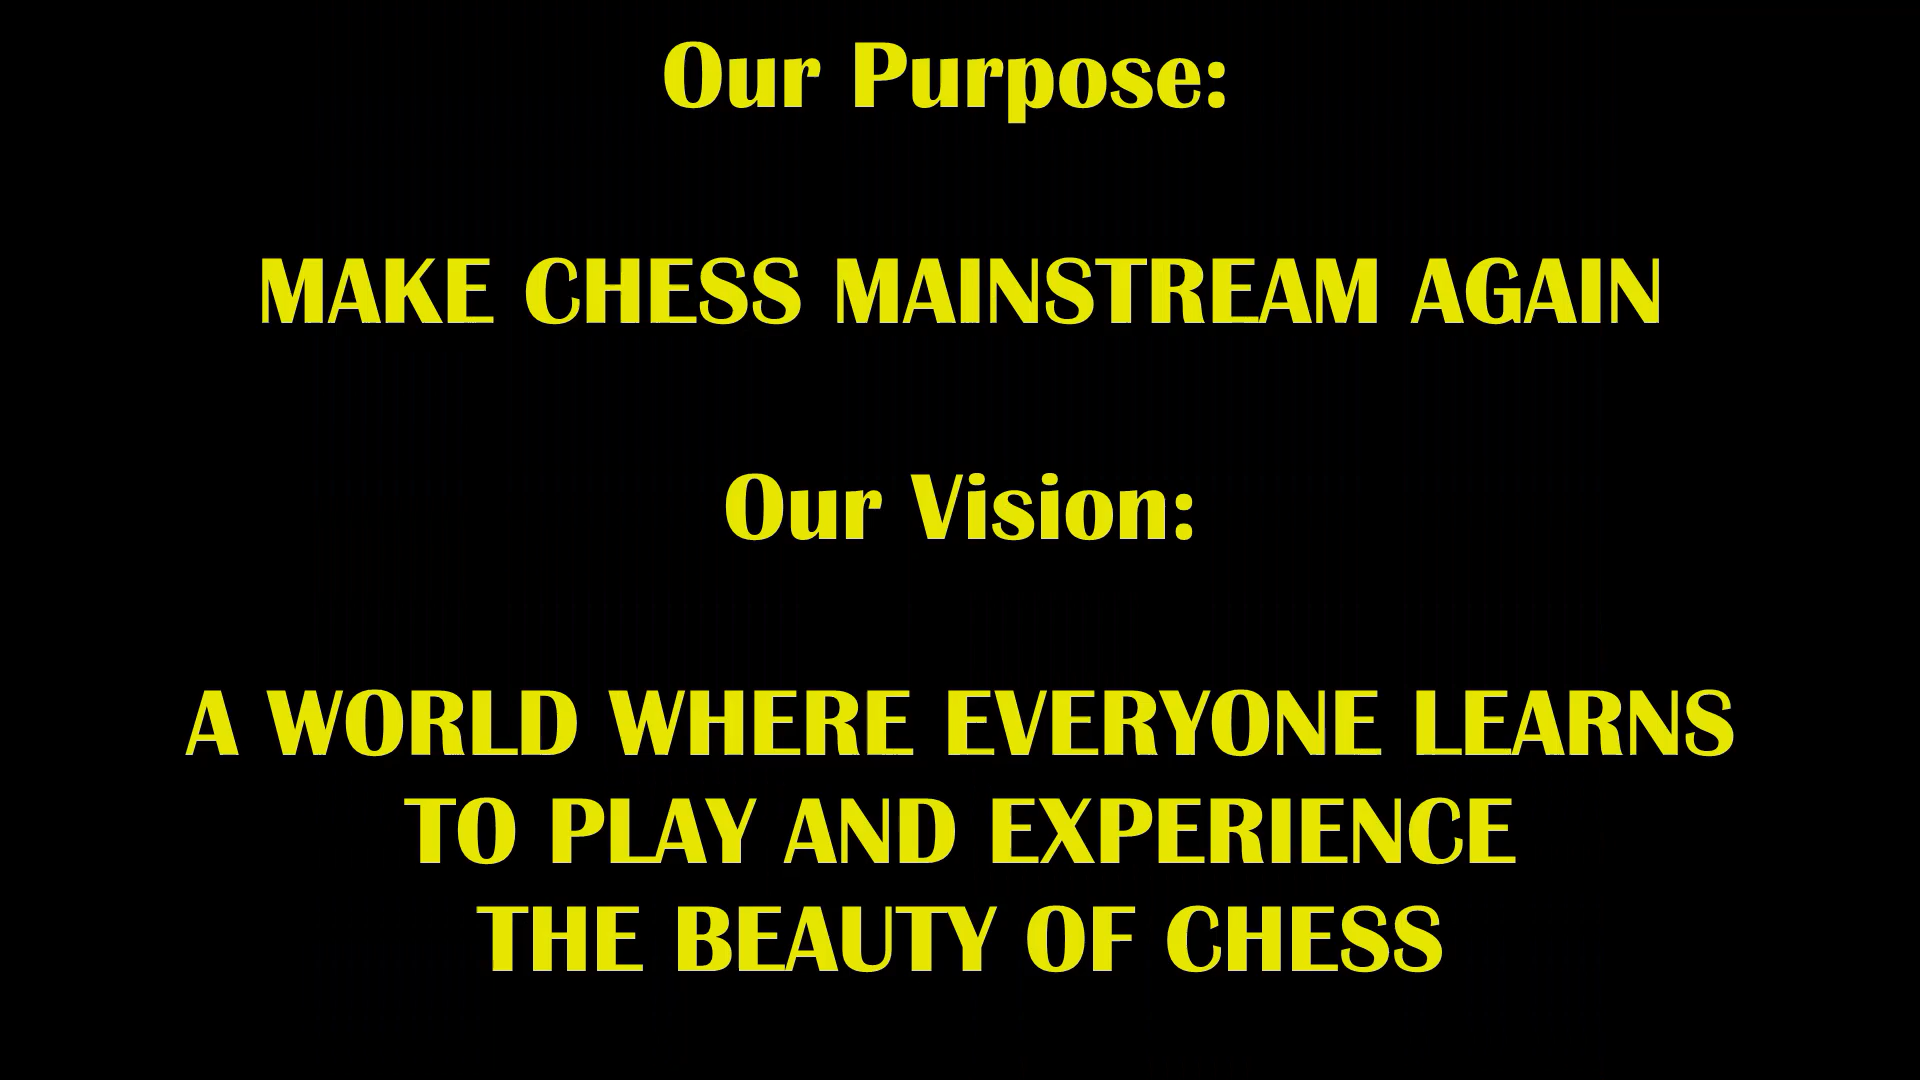 Our Purpose:
MAKE CHESS MAINSTREAM AGAIN
Our Vision:
A WORLD WHERE EVERYONE LEARNS
TO PLAY AND EXPERIENCE
THE BEAUTY OF CHESS